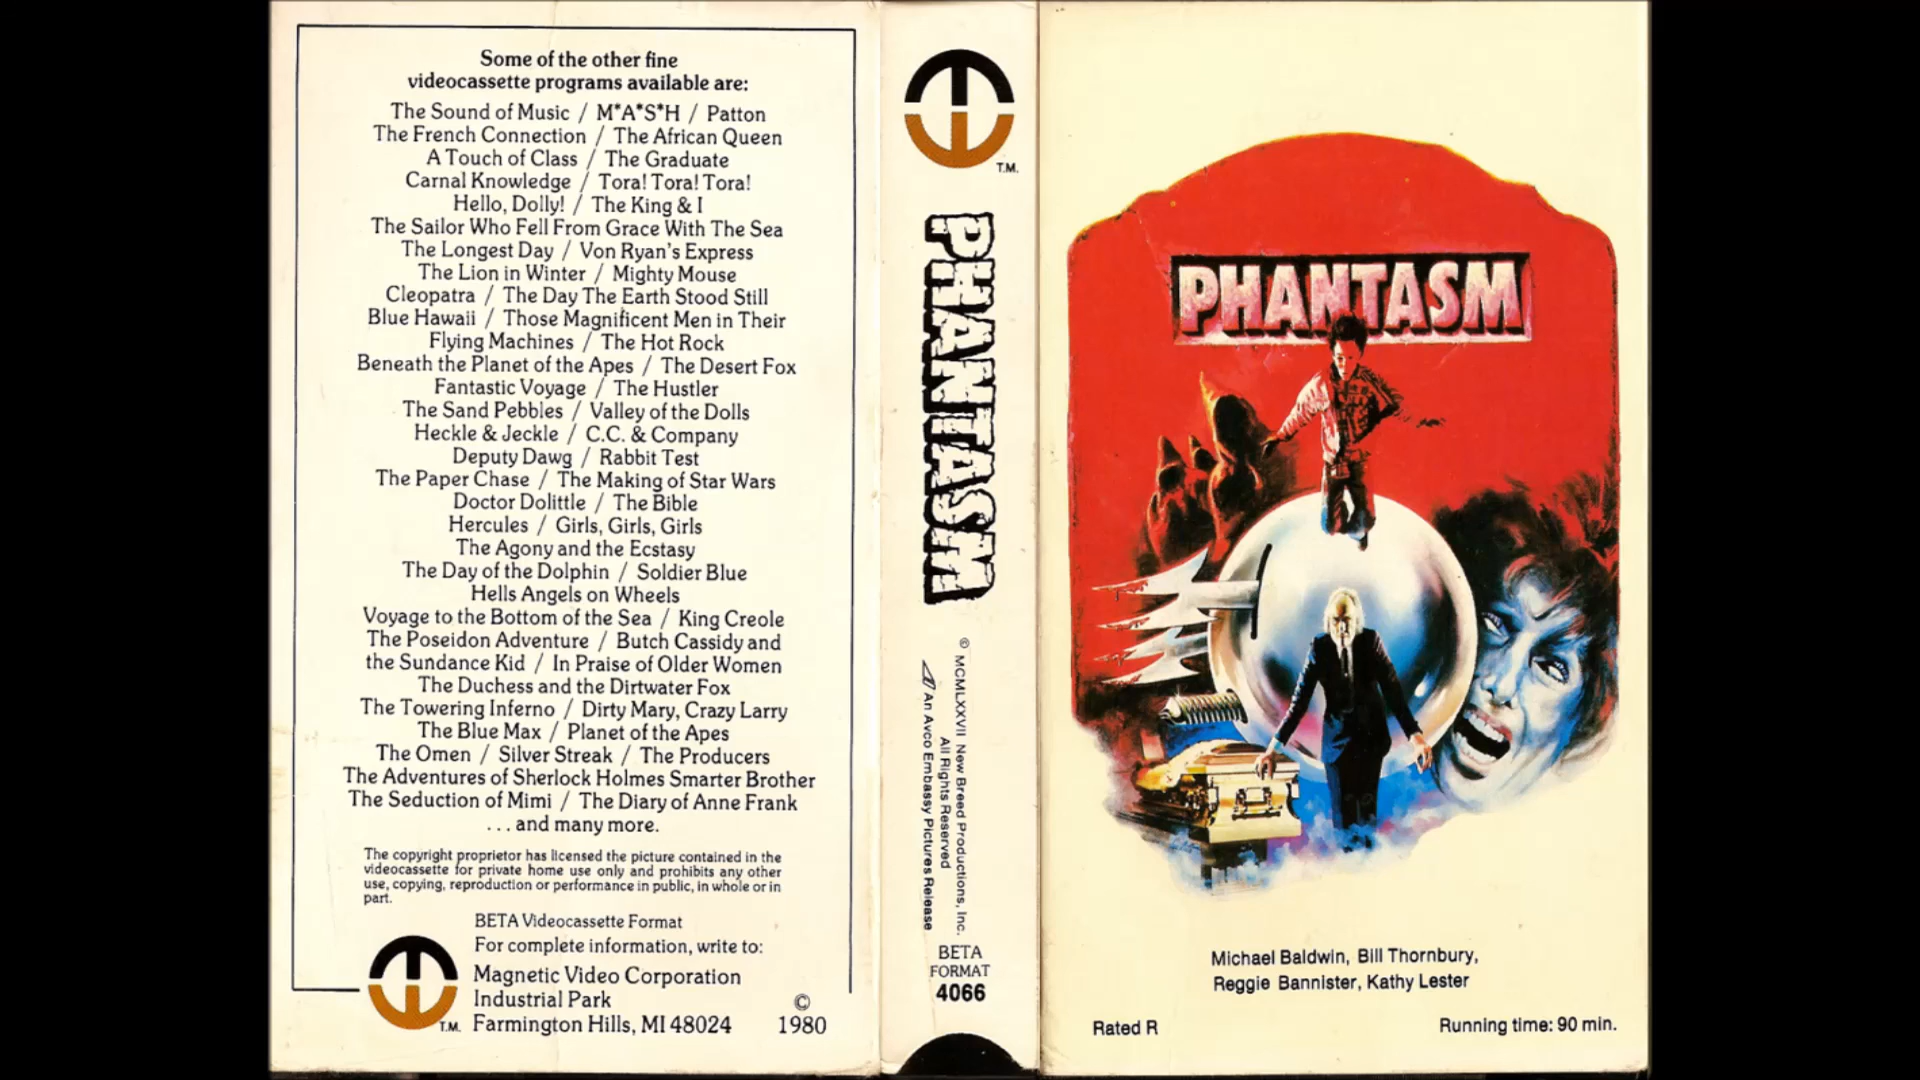 Some of the other fine
videocassette programs available are:
The Sound of Music / M*A*S*H / Patton
The French Connection / The African Queen
A Touch of Class / The Graduate
Carnal Knowledge / Tora! Tora! Tora!
Hello, Dolly! / The King & I
The Sailor Who Fell From Grace With The Sea
The Longest Day / Von Ryan's Express
The Lion in Winter / Mighty Mouse
Cleopatra / The Day The Earth Stood Still
Blue Hawaii / Those Magnificent Men in Their
Flying Machines / The Hot Rock
Beneath the Planet of the Apes / The Desert Fox
Fantastic Voyage / The Hustler
The Sand Pebbles / Valley of the Dolls
Heckle & Jeckle / C.C. & Company
Deputy Dawg / Rabbit Test
The Paper Chase / The Making of Star Wars
Doctor Dolittle / The Bible
Hercules / Girls, Girls, Girls
The Agony and the Ecstasy
The Day of the Dolphin / Soldier Blue
Hells Angels on Wheels
Voyage to the Bottom of the Sea / King Creole
The Poseidon Adventure / Butch Cassidy and
the Sundance Kid / In Praise of Older Women
The Duchess and the Dirtwater Fox
The Towering Inferno / Dirty Mary, Crazy Larry
The Blue Max / Planet of the Apes
The Omen / Silver Streak / The Producers
The Adventures of Sherlock Holmes Smarter Brother
The Seduction of Mimi / The Diary of Anne Frank
...and many more.
The copyright proprietor has licensed the picture contained in the
videocassette for private home use only and prohibits any other
use, copying, reproduction or performance in public, in whole or in
part.
BETA Videocassette Format
For complete information, write to:
Magnetic Video Corporation
Industrial Park
T.M. Farmington Hills, MI 48024
©
1980
T.M.
PHANTASM
© MCMLXXVII New Breed Productions, Inc.
All Rights Reserved
An Avco Embassy Pictures Release
BETA
FORMAT
4066
PHANTASM
Michael Baldwin, Bill Thornbury,
Reggie Bannister, Kathy Lester
Rated R
Running time: 90 min.